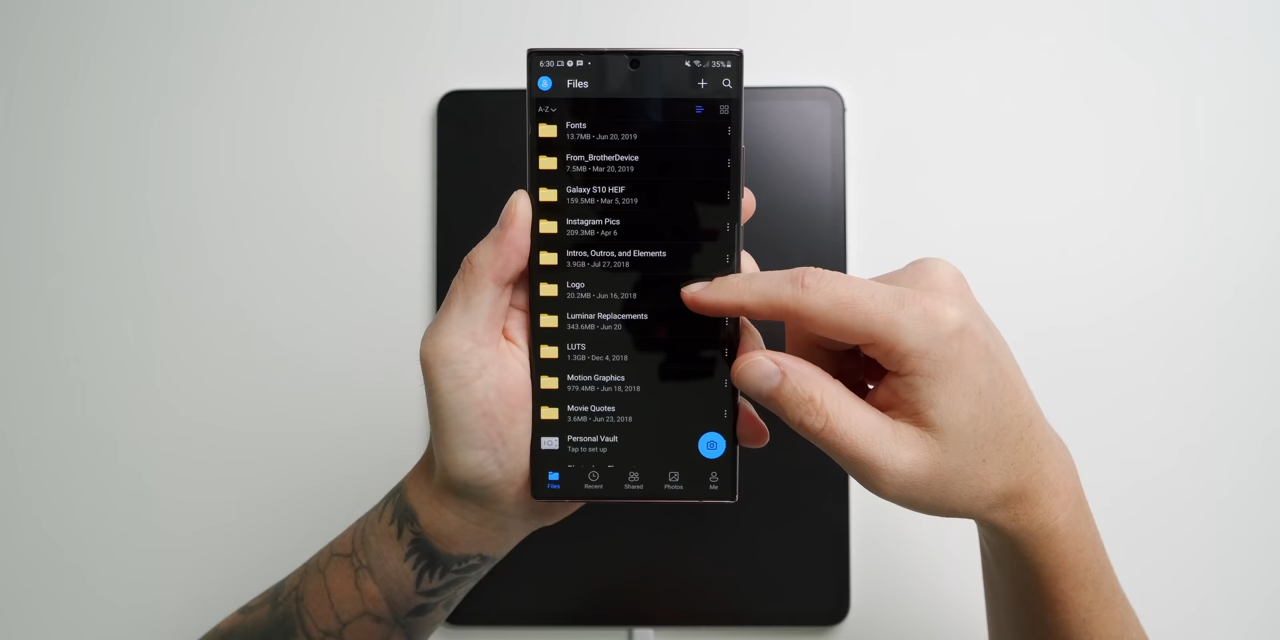 6:30
35%
Files
A-Z
Fonts
13.7MB • Jun 20, 2019
From_BrotherDevice
7.5MB • Mar 20, 2019
Galaxy S10 HEIF
159.5MB • Mar 5, 2019
Instagram Pics
209.3MB • Apr 6
Intros, Outros, and Elements
3.9GB • Jul 27, 2018
Logo
20.2MB • Jun 16, 2018
Luminar Replacements
343.6MB • Jun 20
LUTS
1.3GB • Dec 4, 2018
Motion Graphics
979.4MB • Jun 18, 2018
Movie Quotes
3.6MB • Jun 23, 2018
Personal Vault
Tap to set up
Files Recent Shared Photos Me